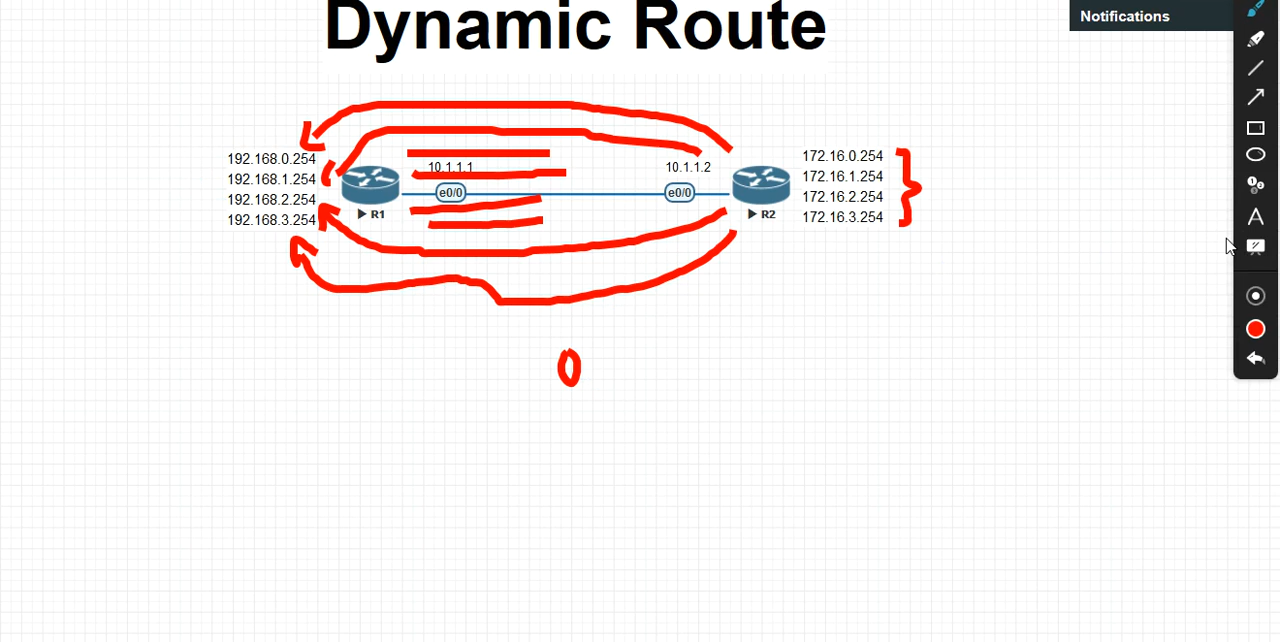 Dynamic Route
Notifications
192.168.0.254
192.168.1.254
192.168.2.254
192.168.3.254
10.1.1.1
10.1.1.2
e0/0
e0/0
R1
R2
172.16.0.254
172.16.1.254
172.16.2.254
172.16.3.254
0